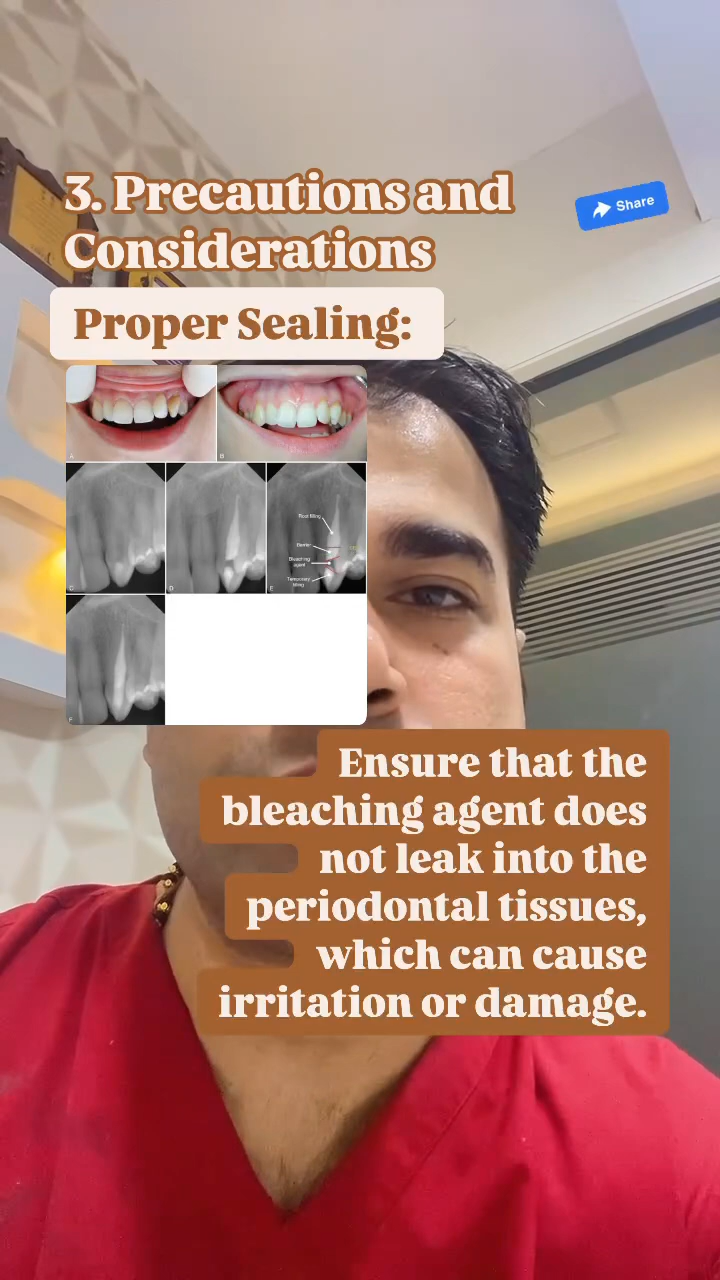 3. Precautions and
Considerations
Share
Proper Sealing:
A
B
Root filling
Barrier
Bleaching
agent
Temporary
filling
C
D
E
F
Ensure that the
bleaching agent does
not leak into the
periodontal tissues,
which can cause
irritation or damage.